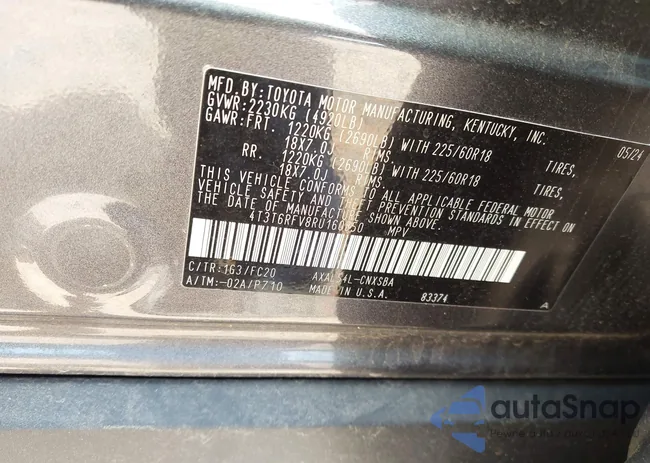 MFD.BY:TOYOTA MOTOR MANUFACTURING, KENTUCKY, INC. 05/24
GVWR:2230KG (4920LB)
GAWR:FRT. 1220KG (2690LB) WITH 225/60R18 TIRES,
18X7.0J RIMS,
RR. 1220KG (2690LB) WITH 225/60R18 TIRES,
18X7.0J RIMS.
THIS VEHICLE CONFORMS TO ALL APPLICABLE FEDERAL MOTOR
VEHICLE SAFETY AND THEFT PREVENTION STANDARDS IN EFFECT ON
THE DATE OF MANUFACTURE SHOWN ABOVE.
MPV
C/TR:1G3/FC20
A/TM:-02A/P710 MADE IN U.S.A. 83374 A
autoSnap